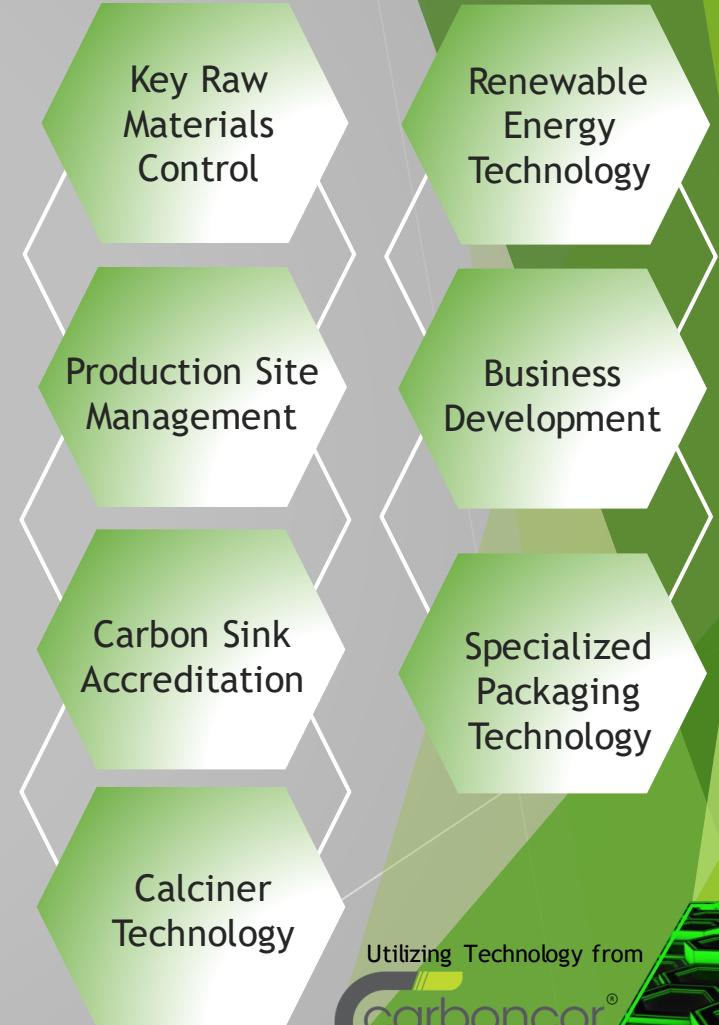 Key Raw
Materials
Control
Production Site
Management
Carbon Sink
Accreditation
Calciner
Technology
Renewable
Energy
Technology
Business
Development
Specialized
Packaging
Technology
Utilizing Technology from
carboncor®